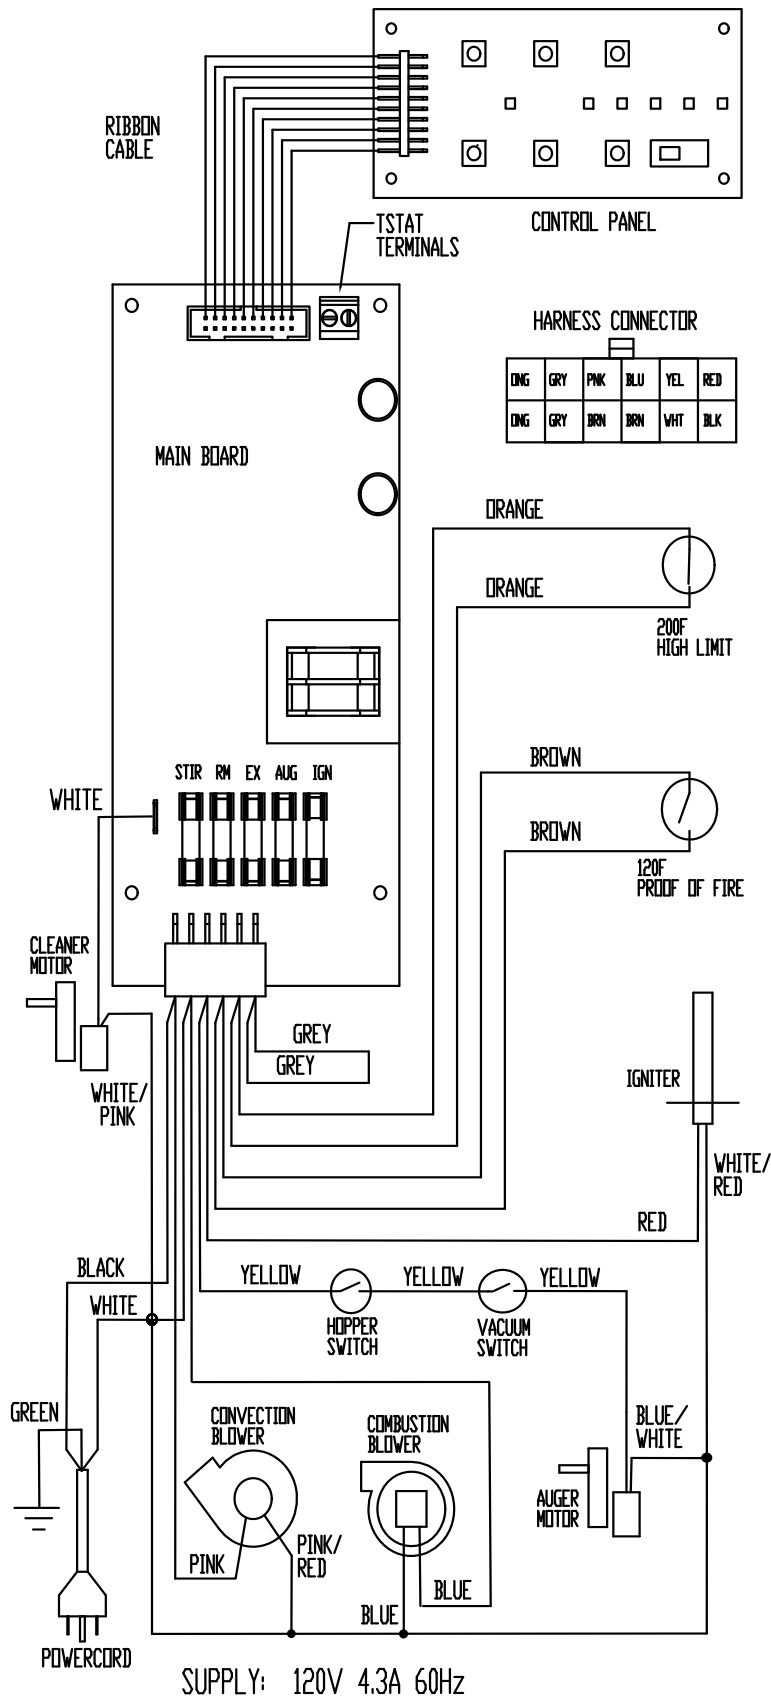 RIBBON
CABLE
CONTROL PANEL
TSTAT
TERMINALS
HARNESS CONNECTOR
ONG GRY PNK BLU YEL RED
ONG GRY BRN BRN WHT BLK
MAIN BOARD
ORANGE
ORANGE
200F
HIGH LIMIT
STIR RM EX AUG IGN
WHITE
BROWN
BROWN
120F
PROOF OF FIRE
CLEANER
MOTOR
WHITE/
PINK
GREY
GREY
IGNITER
WHITE/
RED
RED
BLACK
WHITE
YELLOW
YELLOW
YELLOW
HOPPER
SWITCH
VACUUM
SWITCH
GREEN
CONVECTION
BLOWER
COMBUSTION
BLOWER
BLUE/
WHITE
AUGER
MOTOR
PINK
PINK/
RED
BLUE
BLUE
POWERCORD
SUPPLY: 120V 4.3A 60Hz